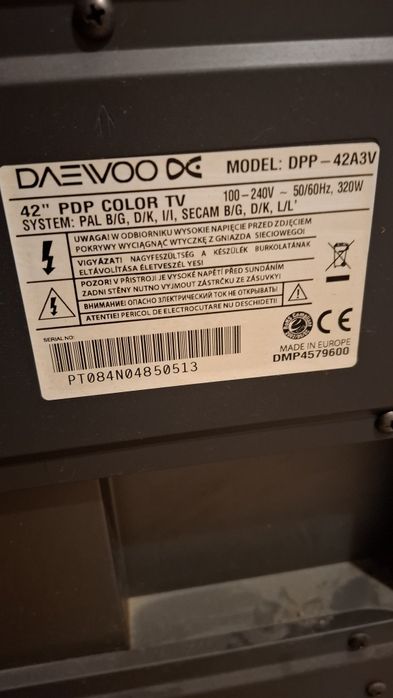 DAEWOO
MODEL: DPP-42A3V
42" PDP COLOR TV
100-240V ~ 50/60Hz, 320W
SYSTEM: PAL B/G, D/K, I/I, SECAM B/G, D/K, L/L'
UWAGA! W ODBIORNIKU WYSOKIE NAPIĘCIE PRZED ZDJĘCIEM
POKRYWY WYCIĄGNĄĆ WTYCZKĘ Z GNIAZDA SIECIOWEGO!
VIGYÁZAT! NAGYFESZÜLTSÉG A KÉSZÜLÉK BURKOLATÁNAK
ELTÁVOLÍTÁSA ÉLETVESZÉLYES!
POZOR! V PŘÍSTROJI JE VYSOKÉ NAPĚTÍ PŘED SUNDÁNÍM
ZADNI STĚNY NUTNO VYJMOUT ZÁSTRČKU ZE ZÁSUVKY!
ВНИМАНИЕ! ОПАСНО ЭЛЕКТРИЧЕСКИЙ ТОК НЕ ОТКРЫВАТЬ!
ATENTIE! PERICOL DE ELECTROCUTARE NU DESCHIDETI!
SERIAL NO:
PT084N04850513
MADE IN EUROPE
DMP4579600